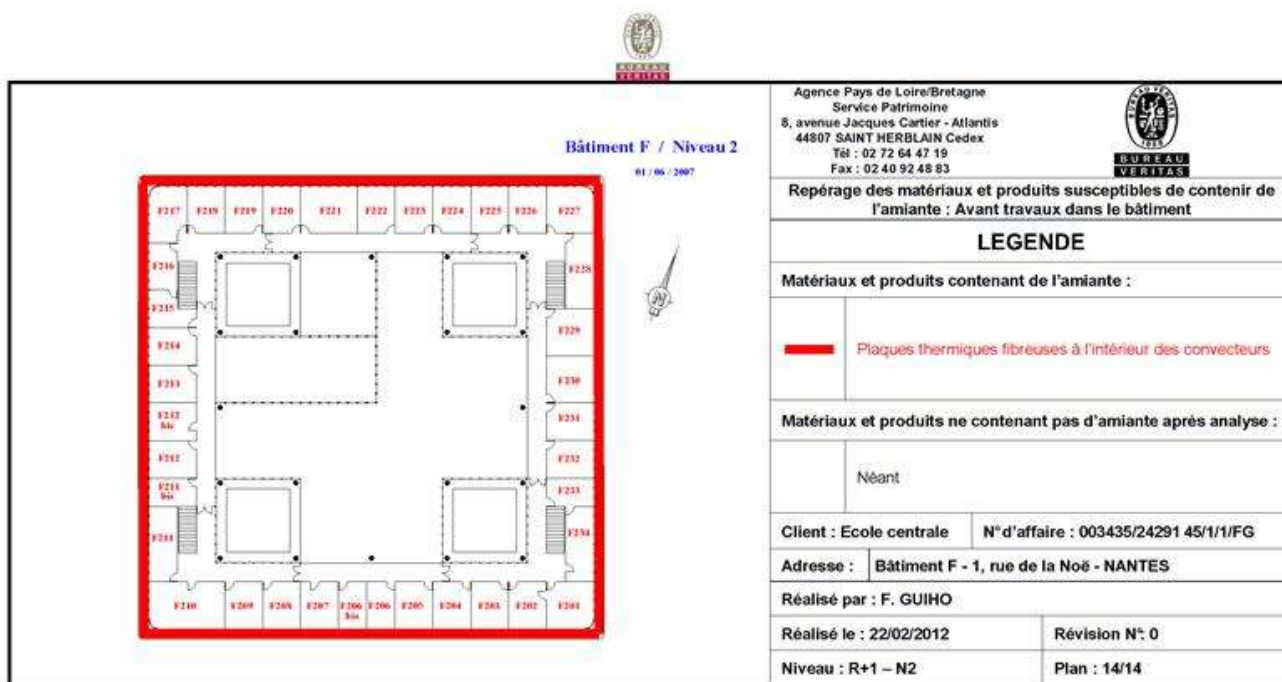 BUREAU
VERITAS
Bâtiment F / Niveau 2
01 / 06 / 2007
F217
F218
F219
F220
F221
F222
F223
F224
F225
F226
F227
F216
F228
F215
F229
F214
F213
F230
F212
bis
F231
F212
F232
F211
bis
F233
F211
F234
F210
F209
F208
F207
F206
bis
F206
F205
F204
F203
F202
F201
N
Agence Pays de Loire/Bretagne
Service Patrimoine
8, avenue Jacques Cartier - Atlantis
44807 SAINT HERBLAIN Cedex
Tél : 02 72 64 47 19
Fax : 02 40 92 48 83
BUREAU VERITAS
1828
BUREAU
VERITAS
Repérage des matériaux et produits susceptibles de contenir de
l'amiante : Avant travaux dans le bâtiment
LEGENDE
Matériaux et produits contenant de l'amiante :
Plaques thermiques fibreuses à l'intérieur des convecteurs
Matériaux et produits ne contenant pas d'amiante après analyse :
Néant
Client : Ecole centrale
N° d'affaire : 003435/24291 45/1/1/FG
Adresse :
Bâtiment F - 1, rue de la Noë - NANTES
Réalisé par : F. GUIHO
Réalisé le : 22/02/2012
Révision N°: 0
Niveau : R+1 – N2
Plan : 14/14